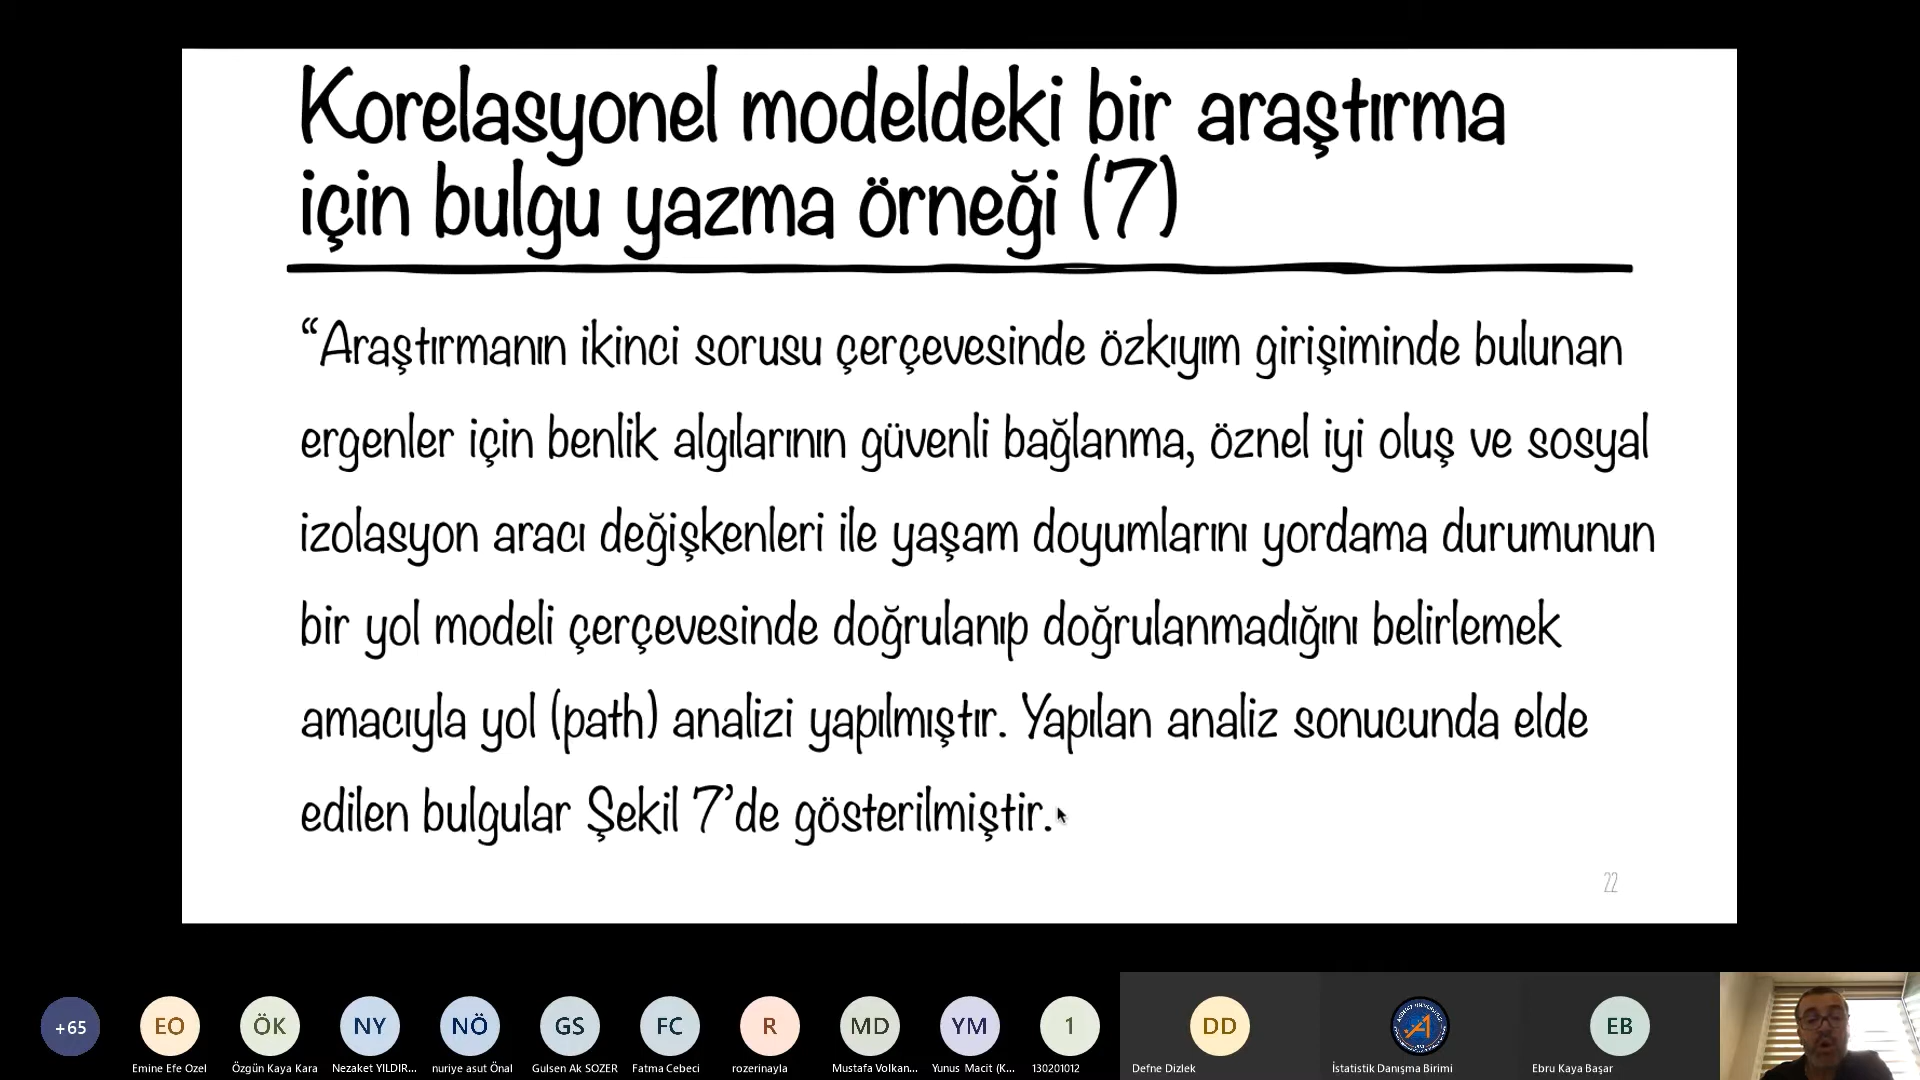 Korelasyonel modeldeki bir araştırma
için bulgu yazma örneği (7)
“Araştırmanın ikinci sorusu çerçevesinde özkıyım girişiminde bulunan
ergenler için benlik algılarının güvenli bağlanma, öznel iyi oluş ve sosyal
izolasyon aracı değişkenleri ile yaşam doyumlarını yordama durumunun
bir yol modeli çerçevesinde doğrulanıp doğrulanmadığını belirlemek
amacıyla yol (path) analizi yapılmıştır. Yapılan analiz sonucunda elde
edilen bulgular Şekil 7’de gösterilmiştir.
22
+65 EO ÖK NY NÖ GS FC R MD YM 1 DD EB
Emine Efe Ozel Özgün Kaya Kara Nezaket YILDIR... nuriye asut Önal Gulsen Ak SOZER Fatma Cebeci rozerinayla Mustafa Volkan... Yunus Macit (K... 130201012 Defne Dizlek İstatistik Danışma Birimi Ebru Kaya Başar